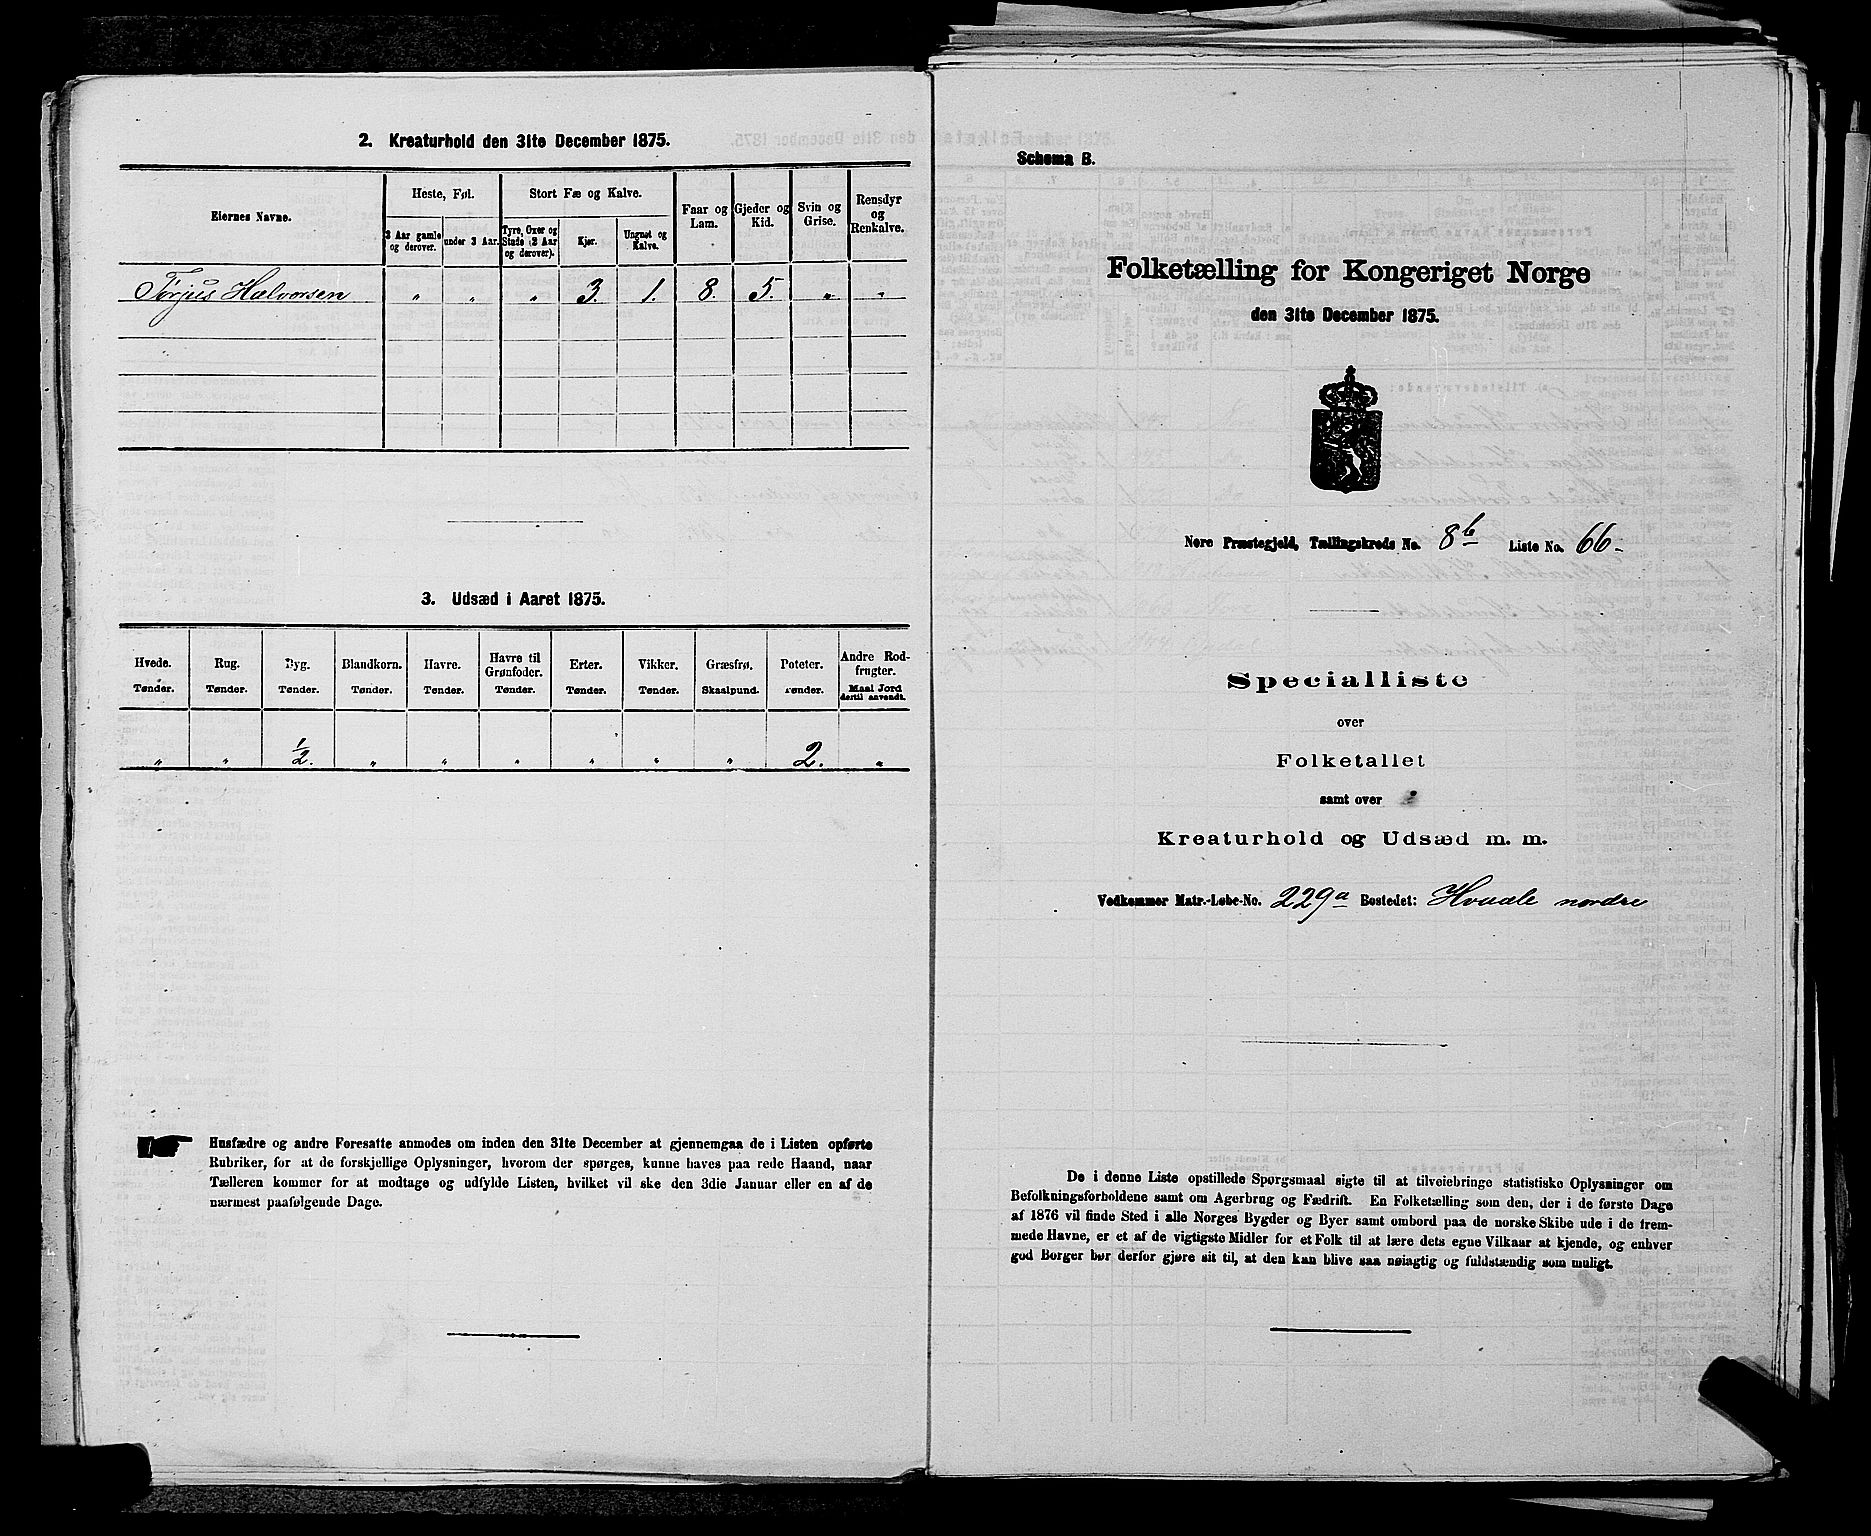 2. Kreaturhold den 31te December 1875.
Eiernes Navne.
Heste, Føl.
Stort Fæ og Kalve.
Faar og Lam.
Gjeder og Kid.
Svin og Grise.
Rensdyr og Renkalve.
3 Aar gamle og derover.
under 3 Aar.
Tyre, Oxer og Stude (2 Aar og derover).
Kjør.
Ungnøt og Kalve.
Torjus Halvorsen " " " 3. 1. 8. 5. " "
3. Udsæd i Aaret 1875.
Hvede. Rug. Byg. Blandkorn. Havre. Havre til Grønfoder. Erter. Vikker. Græsfrø. Poteter. Andre Rodfrugter.
Tønder. Tønder. Tønder. Tønder. Tønder. Tønder. Tønder. Tønder. Skaalpund. Tønder. Maal Jord dertil anvendt.
" " 1/2. " " " " " " 2. "
Husfædre og andre Foresatte anmodes om inden den 31te December at gjennemgaa de i Listen opførte
Rubriker, for at de forskjellige Oplysninger, hvorom der spørges, kunne haves paa rede Haand, naar
Tælleren kommer for at modtage og udfylde Listen, hvilket vil ske den 3die Januar eller en af de
nærmest paafølgende Dage.
Schema B.
Folketælling for Kongeriget Norge
den 31te December 1875.
Nore Præstegjeld, Tællingskreds No. 8b Liste No. 66
Specialliste
over
Folketallet
samt over
Kreaturhold og Udsæd m. m.
Vedkommer Matr.-Løbe-No. 229a Bostedet: Hvaale nordre
De i denne Liste opstillede Spørgsmaal sigte til at tilveiebringe statistiske Oplysninger om
Befolkningsforholdene samt om Agerbrug og Fædrift. En Folketælling som den, der i de første Dage
af 1876 vil finde Sted i alle Norges Bygder og Byer samt ombord paa de norske Skibe ude i de frem-
mede Havne, er et af de vigtigste Midler for et Folk til at lære dets egne Vilkaar at kjende, og enhver
god Borger bør derfor gjøre sit til, at den kan blive saa nøiagtig og fuldstændig som muligt.